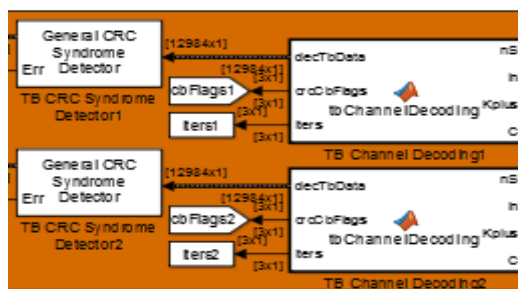 General CRC
Syndrome
Detector
Err
TB CRC Syndrome
Detector1
[12984x1]
[12984x1]
[3x1]
cbFlags1
[3x1]
Iters1
[3x1]
decTbData
crcCbFlags
Iters
tbChannelDecoding
nS
In
Kplus
C
TB Channel Decoding1
General CRC
Syndrome
Detector
Err
TB CRC Syndrome
Detector2
[12984x1]
[12984x1]
[3x1]
cbFlags2
[3x1]
Iters2
[3x1]
decTbData
crcCbFlags
Iters
tbChannelDecoding
nS
In
Kplus
C
TB Channel Decoding2